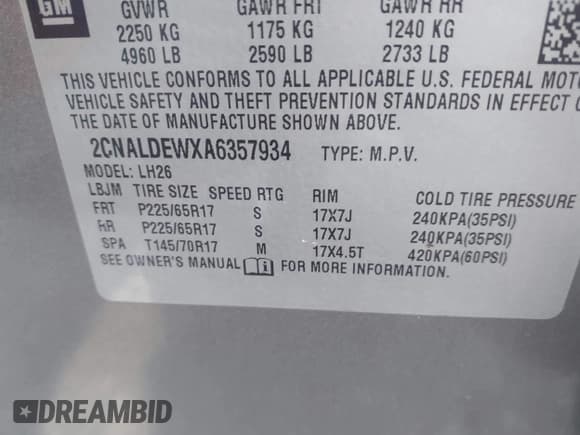 GM
GVWR GAWR FRT GAWR RR
2250 KG 1175 KG 1240 KG
4960 LB 2590 LB 2733 LB
THIS VEHICLE CONFORMS TO ALL APPLICABLE U.S. FEDERAL MOT
VEHICLE SAFETY AND THEFT PREVENTION STANDARDS IN EFFECT
THE DATE OF MANUFACTURE SHOWN ABOVE.
2CNALDEWXA6357934 TYPE: M.P.V.
MODEL: LH26
LBJM TIRE SIZE SPEED RTG RIM COLD TIRE PRESSURE
FRT P225/65R17 S 17X7J 240KPA(35PSI)
RR P225/65R17 S 17X7J 240KPA(35PSI)
SPA T145/70R17 M 17X4.5T 420KPA(60PSI)
SEE OWNER'S MANUAL FOR MORE INFORMATION.
DREAMBID